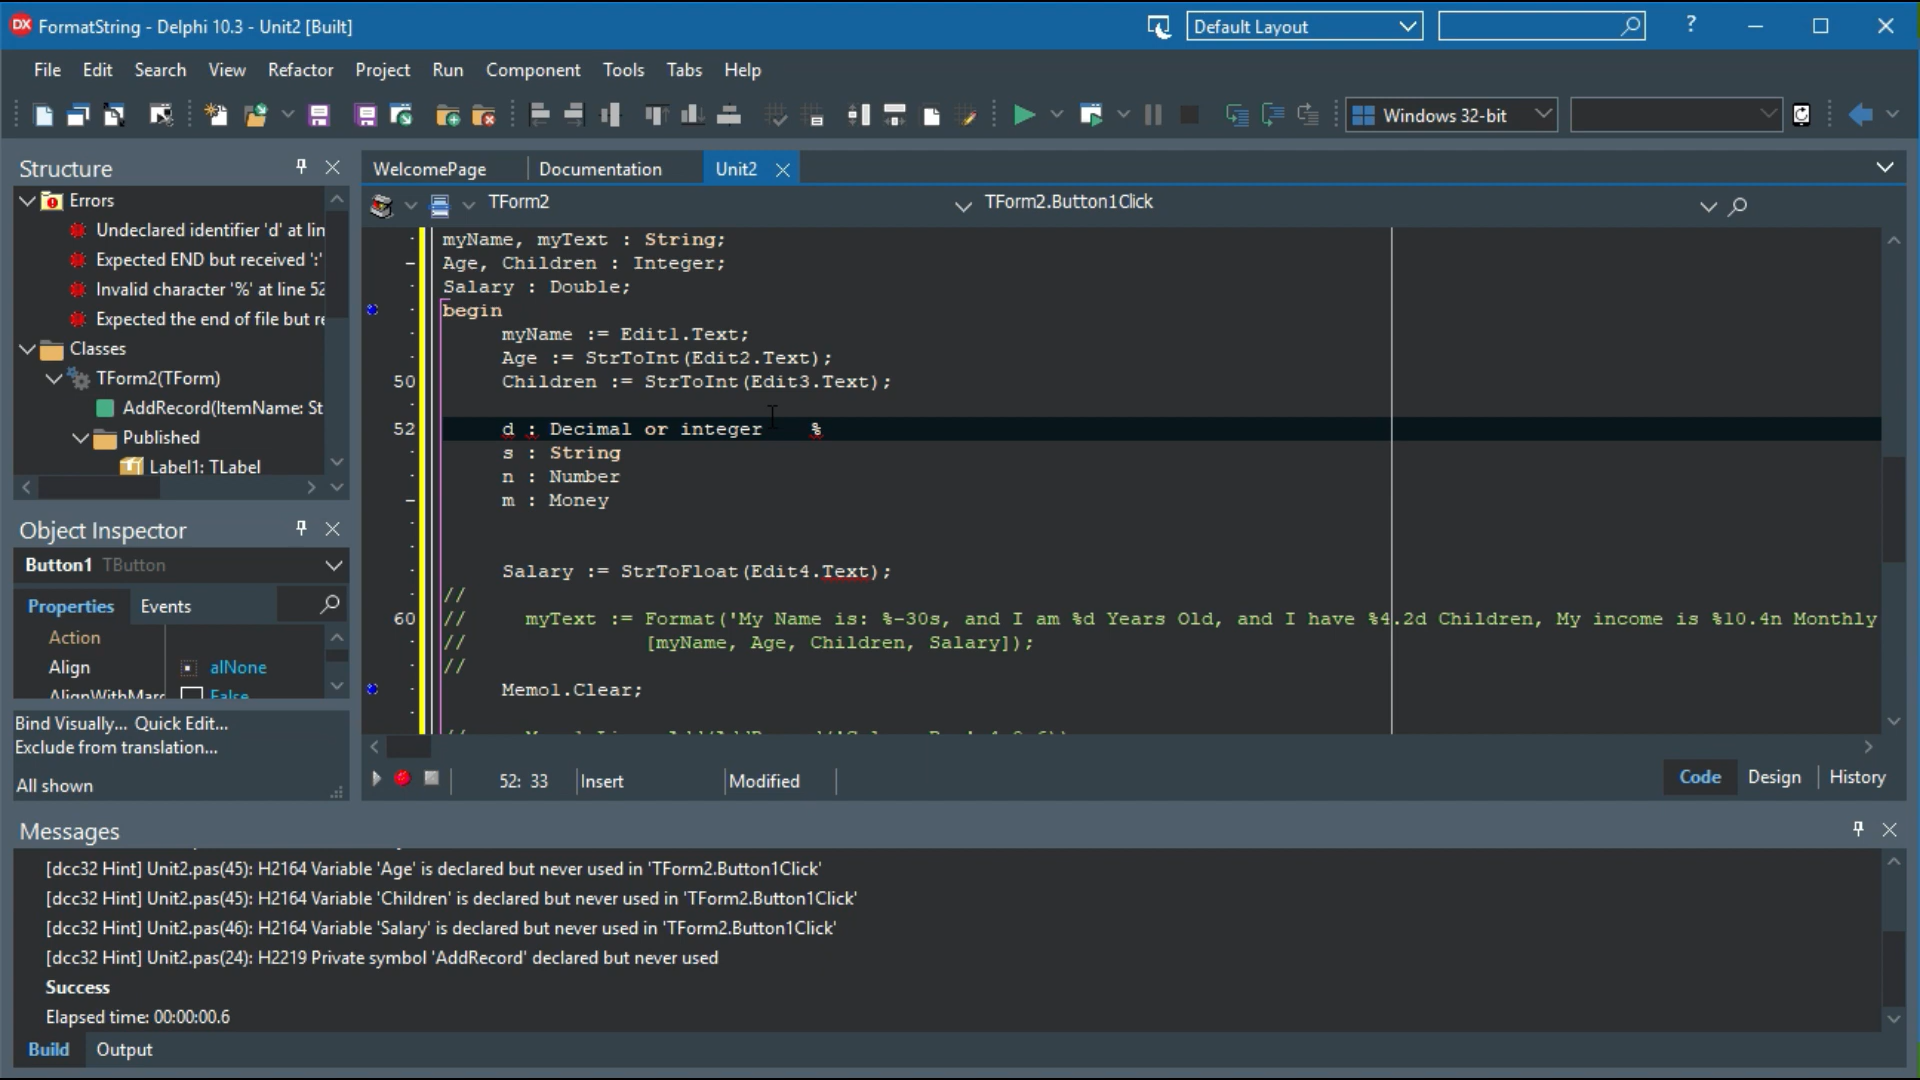 FormatString - Delphi 10.3 - Unit2 [Built]
Default Layout
File Edit Search View Refactor Project Run Component Tools Tabs Help
Windows 32-bit
Structure
Errors
Undeclared identifier 'd' at lin
Expected END but received ':'
Invalid character '%' at line 52
Expected the end of file but re
Classes
TForm2(TForm)
AddRecord(ItemName: St
Published
Label1: TLabel
Object Inspector
Button1 TButton
Properties Events
Action
Align alNone
AlignWithMarg False
Bind Visually... Quick Edit...
Exclude from translation...
All shown
WelcomePage Documentation Unit2
TForm2 TForm2.Button1Click
myName, myText : String;
Age, Children : Integer;
Salary : Double;
begin
myName := Edit1.Text;
Age := StrToInt(Edit2.Text);
50 Children := StrToInt(Edit3.Text);
52 d : Decimal or integer %
s : String
n : Number
m : Money
Salary := StrToFloat(Edit4.Text);
//
60 // myText := Format('My Name is: %-30s, and I am %d Years Old, and I have %4.2d Children, My income is %10.4n Monthly
// [myName, Age, Children, Salary]);
//
Memo1.Clear;
52: 33 Insert Modified
Code Design History
Messages
[dcc32 Hint] Unit2.pas(45): H2164 Variable 'Age' is declared but never used in 'TForm2.Button1Click'
[dcc32 Hint] Unit2.pas(45): H2164 Variable 'Children' is declared but never used in 'TForm2.Button1Click'
[dcc32 Hint] Unit2.pas(46): H2164 Variable 'Salary' is declared but never used in 'TForm2.Button1Click'
[dcc32 Hint] Unit2.pas(24): H2219 Private symbol 'AddRecord' declared but never used
Success
Elapsed time: 00:00:00.6
Build Output